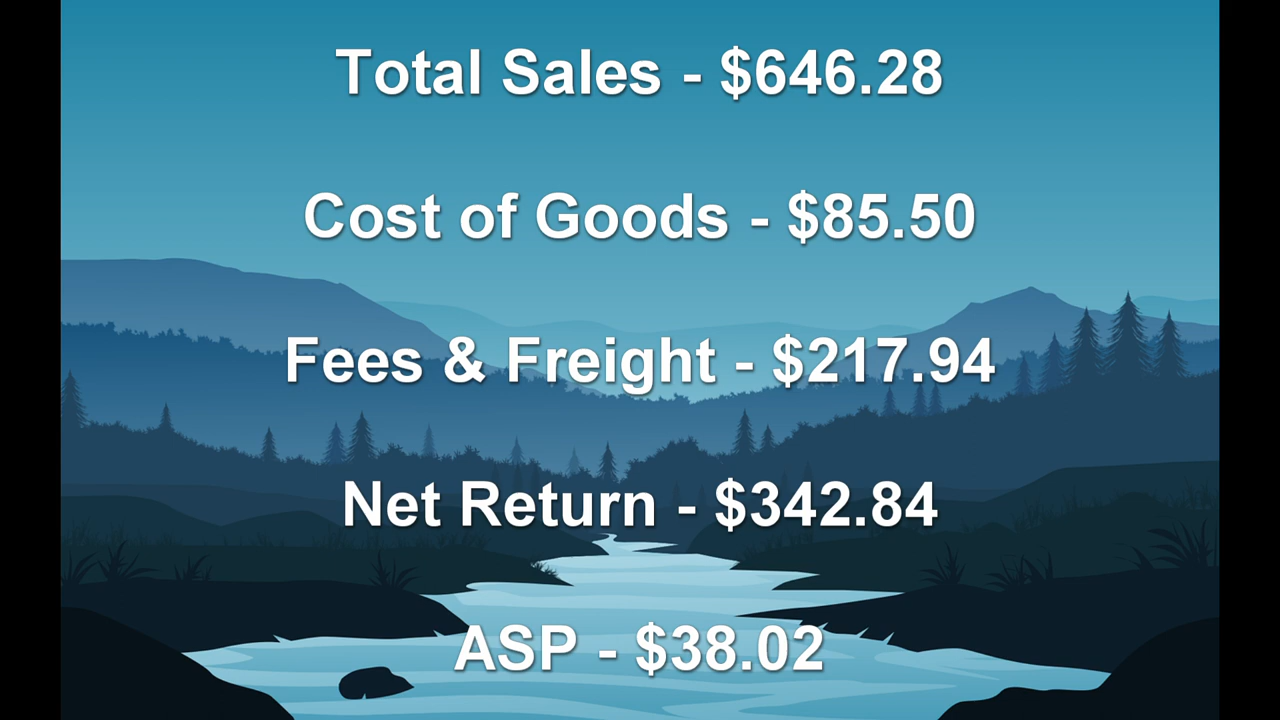 Total Sales - $646.28
Cost of Goods - $85.50
Fees & Freight - $217.94
Net Return - $342.84
ASP - $38.02